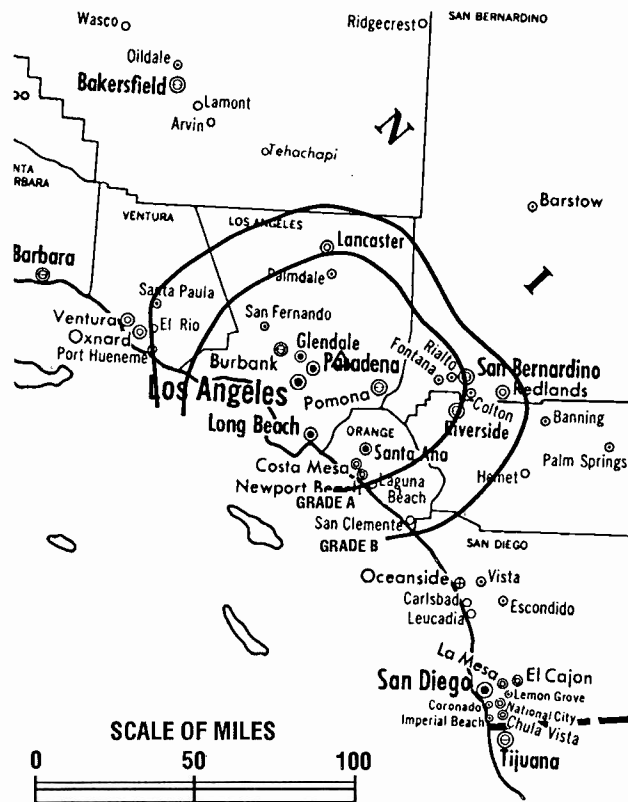 Wasco
Ridgecrest
SAN BERNARDINO
Oildale
Bakersfield
Lamont
Arvin
N
Tehachapi
NTA
RBARA
VENTURA
LOS ANGELES
Barstow
Lancaster
Barbara
I
Palmdale
Santa Paula
San Fernando
Ventura
El Rio
Oxnard
Port Hueneme
Glendale
Burbank
Pasadena
Rialto
Fontana
San Bernardino
Redlands
Los Angeles
Pomona
Colton
Long Beach
Riverside
Banning
ORANGE
Santa Ana
Palm Springs
Costa Mesa
Hemet
Newport Beach
Laguna
Beach
GRADE A
San Clemente
GRADE B
SAN DIEGO
Oceanside
Vista
Carlsbad
Escondido
Leucadia
La Mesa
El Cajon
San Diego
Lemon Grove
Coronado
National City
Imperial Beach
Chula Vista
Tijuana
SCALE OF MILES
0 50 100